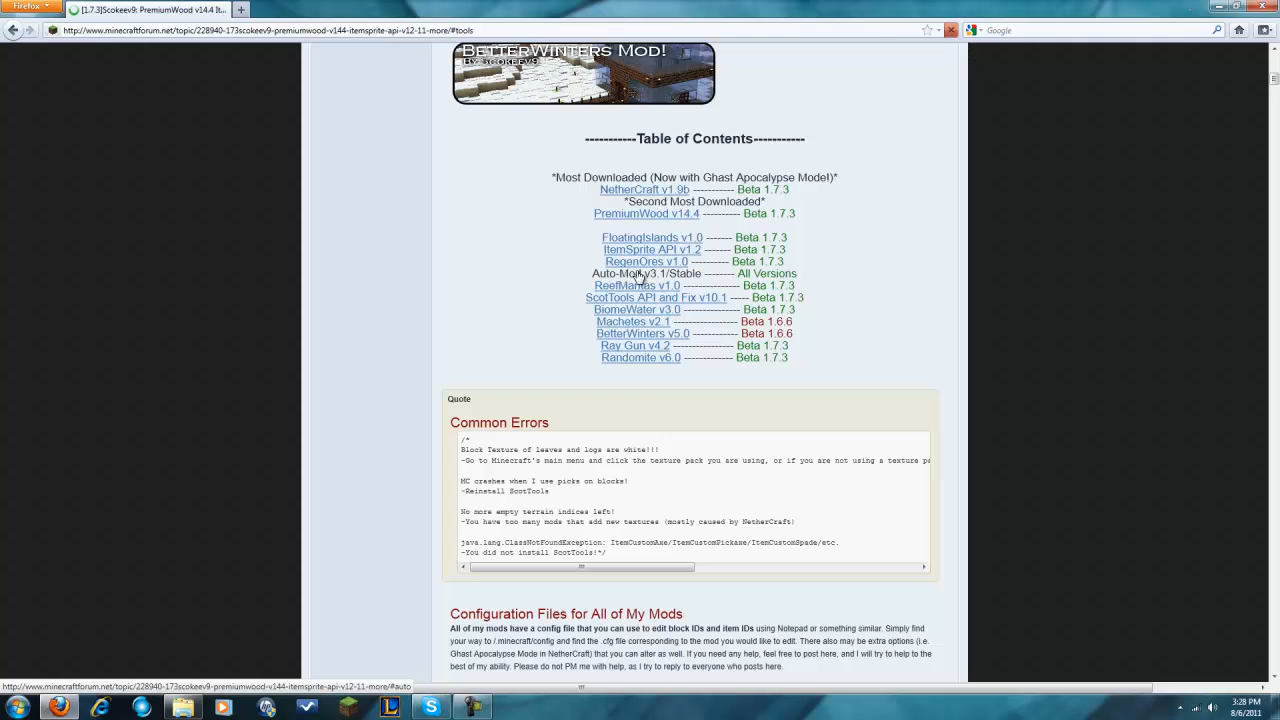 Firefox
[1.7.3]Scokeev9: PremiumWood v14.4 It...
http://www.minecraftforum.net/topic/228940-173scokeev9-premiumwood-v144-itemsprite-api-v12-11-more/#tools
Google
BETTERWINTERS MOD!
BY SCOKEEV9
-----------Table of Contents-----------
*Most Downloaded (Now with Ghast Apocalypse Mode!)*
NetherCraft v1.9b ----------- Beta 1.7.3
*Second Most Downloaded*
PremiumWood v14.4 ---------- Beta 1.7.3
FloatingIslands v1.0 ------- Beta 1.7.3
ItemSprite API v1.2 -------- Beta 1.7.3
RegenOres v1.0 ----------- Beta 1.7.3
Auto-Mod v3.1/Stable -------- All Versions
ReefManias v1.0 -------------- Beta 1.7.3
ScotTools API and Fix v10.1 ----- Beta 1.7.3
BiomeWater v3.0 --------------- Beta 1.7.3
Machetes v2.1 ----------------- Beta 1.6.6
BetterWinters v5.0 ------------ Beta 1.6.6
Ray Gun v4.2 ---------------- Beta 1.7.3
Randomite v6.0 -------------- Beta 1.7.3
Quote
Common Errors
/*
Block Texture of leaves and logs are white!!!
-Go to Minecraft's main menu and click the texture pack you are using, or if you are not using a texture pa
MC crashes when I use picks on blocks!
-Reinstall ScotTools
No more empty terrain indices left!
-You have too many mods that add new textures (mostly caused by NetherCraft)
java.lang.ClassNotFoundException: ItemCustomAxe/ItemCustomPickaxe/ItemCustomSpade/etc.
-You did not install ScotTools!*/
Configuration Files for All of My Mods
All of my mods have a config file that you can use to edit block IDs and item IDs using Notepad or something similar. Simply find
your way to /.minecraft/config and find the .cfg file corresponding to the mod you would like to edit. There also may be extra options (i.e.
Ghast Apocalypse Mode in NetherCraft) that you can alter as well. If you need any help, feel free to post here, and I will try to help to the
best of my ability. Please do not PM me with help, as I try to reply to everyone who posts here.
http://www.minecraftforum.net/topic/228940-173scokeev9-premiumwood-v144-itemsprite-api-v12-11-more/#auto
3:28 PM
8/6/2011